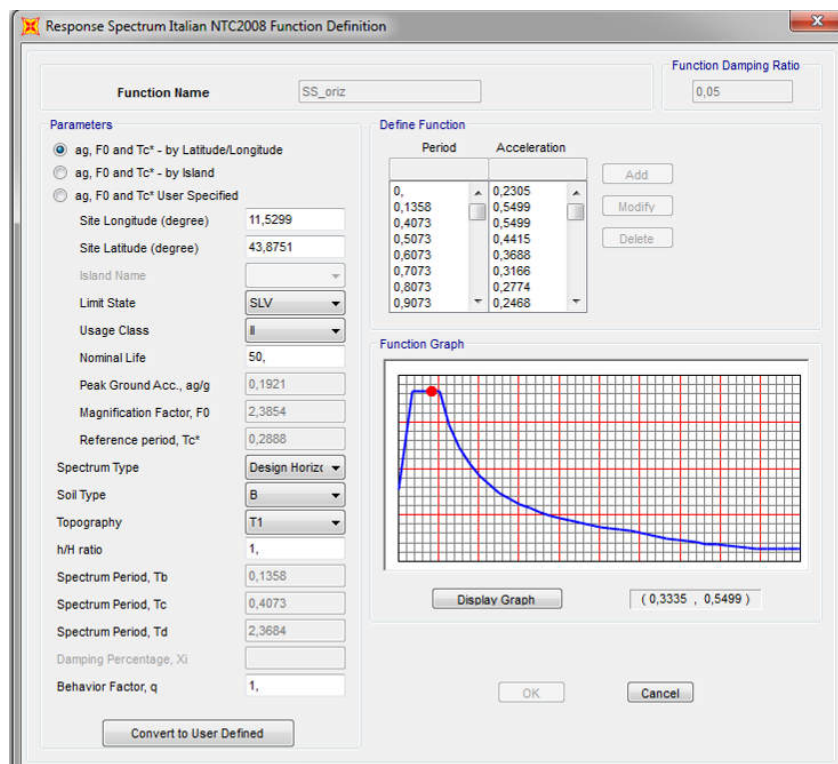 Response Spectrum Italian NTC2008 Function Definition
Function Damping Ratio
Function Name SS_oriz 0,05
Parameters
ag, F0 and Tc* - by Latitude/Longitude
ag, F0 and Tc* - by Island
ag, F0 and Tc* User Specified
Site Longitude (degree) 11,5299
Site Latitude (degree) 43,8751
Island Name
Limit State SLV
Usage Class II
Nominal Life 50,
Peak Ground Acc., ag/g 0,1921
Magnification Factor, F0 2,3854
Reference period, Tc* 0,2888
Spectrum Type Design Horizc
Soil Type B
Topography T1
h/H ratio 1,
Spectrum Period, Tb 0,1358
Spectrum Period, Tc 0,4073
Spectrum Period, Td 2,3684
Damping Percentage, Xi
Behavior Factor, q 1,
Convert to User Defined
Define Function
Period Acceleration
0, 0,2305
0,1358 0,5499
0,4073 0,5499
0,5073 0,4415
0,6073 0,3688
0,7073 0,3166
0,8073 0,2774
0,9073 0,2468
Add
Modify
Delete
Function Graph
Display Graph ( 0,3335 , 0,5499 )
OK Cancel